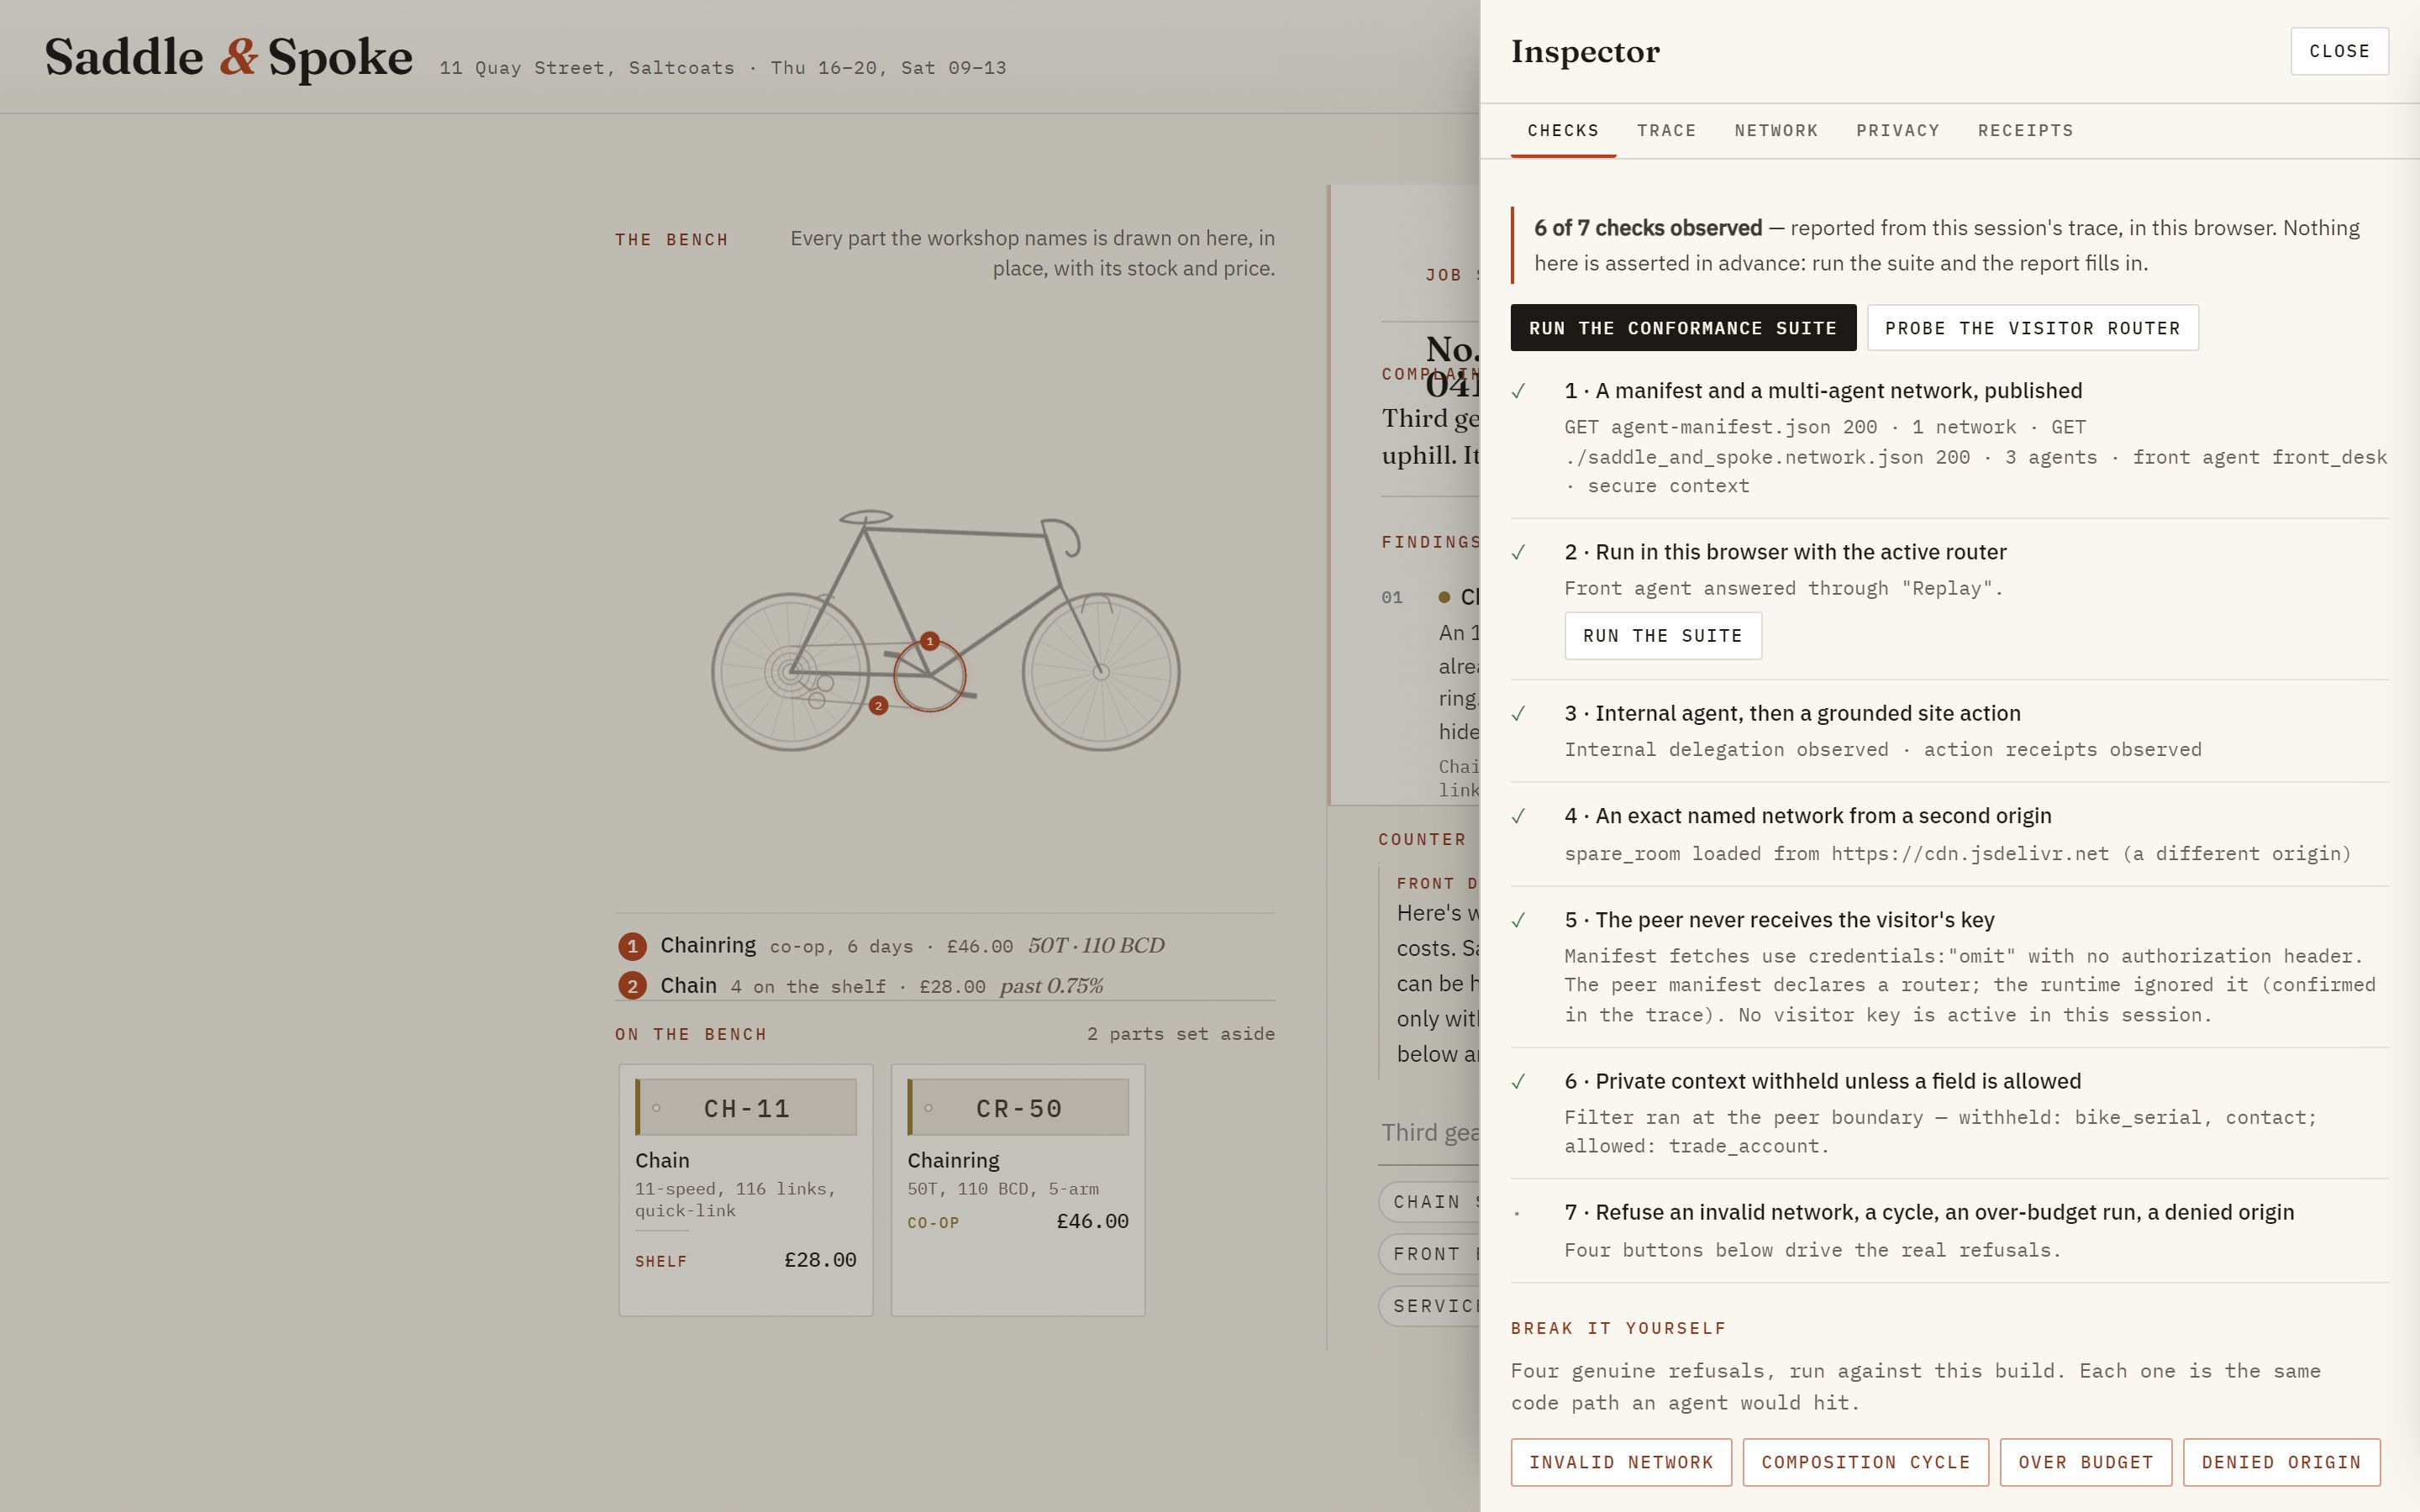 Saddle & Spoke
11 Quay Street, Saltcoats · Thu 16–20, Sat 09–13
THE BENCH
Every part the workshop names is drawn on here, in
place, with its stock and price.
1
2
1 Chainring co-op, 6 days · £46.00 50T · 110 BCD
2 Chain 4 on the shelf · £28.00 past 0.75%
ON THE BENCH
2 parts set aside
CH-11
Chain
11-speed, 116 links,
quick-link
SHELF £28.00
CR-50
Chainring
50T, 110 BCD, 5-arm
CO-OP £46.00
JOB
No.
COMPLAIN
Third ge
uphill. It
FINDINGS
01
An 1
alre
ring.
hide
Chai
link
COUNTER
FRONT D
Here's w
costs. Sa
can be h
only wit
below a
Third gea
CHAIN
FRONT
SERVIC
Inspector
CLOSE
CHECKS TRACE NETWORK PRIVACY RECEIPTS
6 of 7 checks observed — reported from this session's trace, in this browser. Nothing
here is asserted in advance: run the suite and the report fills in.
RUN THE CONFORMANCE SUITE PROBE THE VISITOR ROUTER
✓ 1 · A manifest and a multi-agent network, published
GET agent-manifest.json 200 · 1 network · GET
./saddle_and_spoke.network.json 200 · 3 agents · front agent front_desk
· secure context
✓ 2 · Run in this browser with the active router
Front agent answered through "Replay".
RUN THE SUITE
✓ 3 · Internal agent, then a grounded site action
Internal delegation observed · action receipts observed
✓ 4 · An exact named network from a second origin
spare_room loaded from https://cdn.jsdelivr.net (a different origin)
✓ 5 · The peer never receives the visitor's key
Manifest fetches use credentials:"omit" with no authorization header.
The peer manifest declares a router; the runtime ignored it (confirmed
in the trace). No visitor key is active in this session.
✓ 6 · Private context withheld unless a field is allowed
Filter ran at the peer boundary — withheld: bike_serial, contact;
allowed: trade_account.
· 7 · Refuse an invalid network, a cycle, an over-budget run, a denied origin
Four buttons below drive the real refusals.
BREAK IT YOURSELF
Four genuine refusals, run against this build. Each one is the same
code path an agent would hit.
INVALID NETWORK COMPOSITION CYCLE OVER BUDGET DENIED ORIGIN